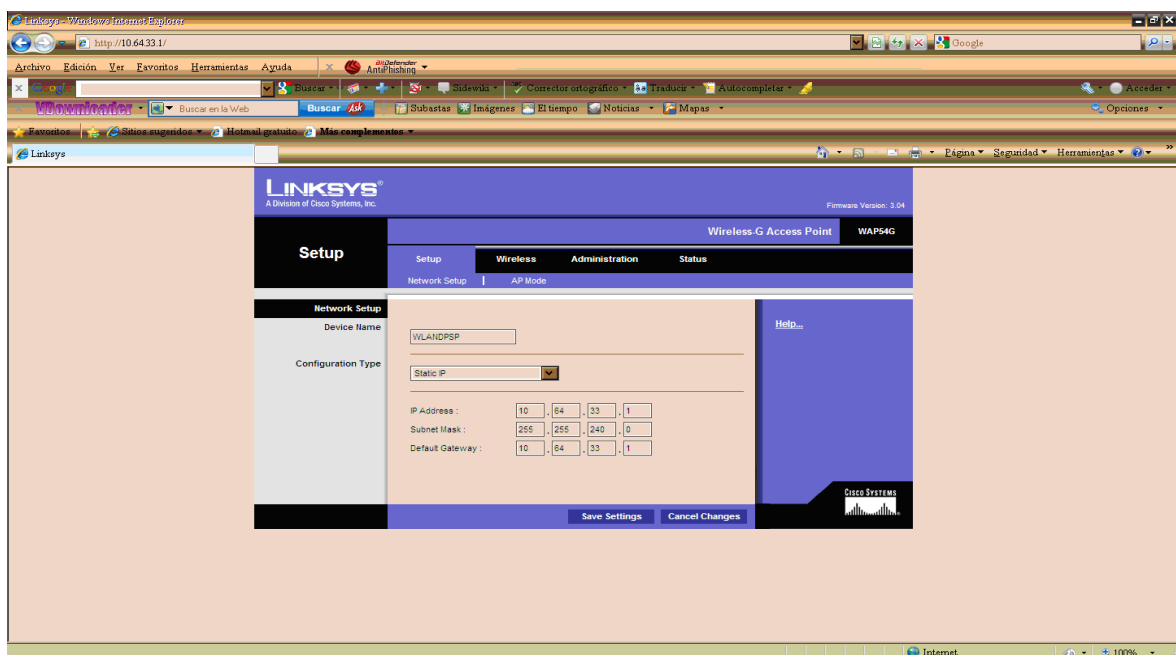 Linksys - Windows Internet Explorer
http://10.64.33.1/
Google
Archivo Edición Ver Favoritos Herramientas Ayuda x BitDefender AntiPhishing
x Google Buscar Sidewiki Corrector ortográfico Traducir Autocompletar Acceder
VDownloader Buscar en la Web Buscar Ask Subastas Imágenes El tiempo Noticias Mapas Opciones
Favoritos Sitios sugeridos Hotmail gratuito Más complementos
Linksys Página Seguridad Herramientas »
LINKSYS®
A Division of Cisco Systems, Inc.
Firmware Version: 3.04
Wireless-G Access Point WAP54G
Setup
Setup Wireless Administration Status
Network Setup | AP Mode
Network Setup
Device Name WLANDPSP
Help...
Configuration Type Static IP
IP Address : 10 . 64 . 33 . 1
Subnet Mask : 255 . 255 . 240 . 0
Default Gateway : 10 . 64 . 33 . 1
CISCO SYSTEMS
Save Settings Cancel Changes
Internet 100%